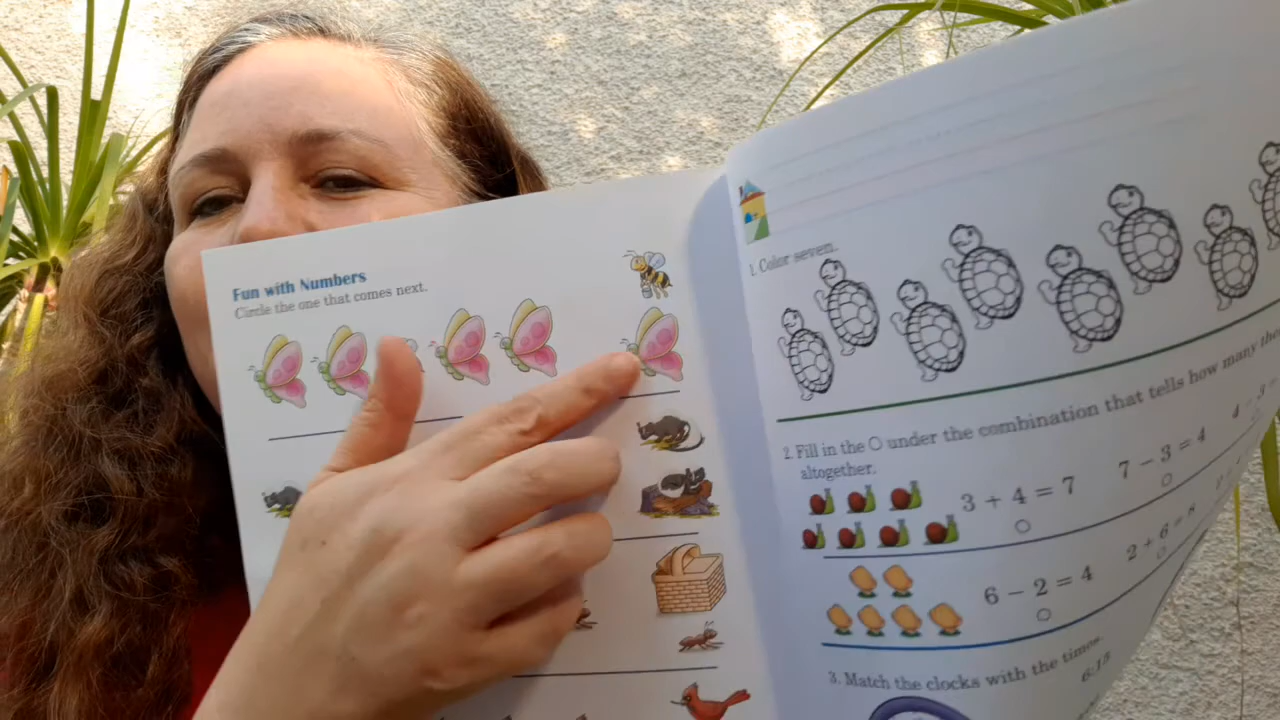 Fun with Numbers
Circle the one that comes next.
1. Color seven.
2. Fill in the ○ under the combination that tells how many
altogether.
3 + 4 = 7
7 − 3 = 4
6 − 2 = 4
2 + 6 = 8
3. Match the clocks with the times.
6:15